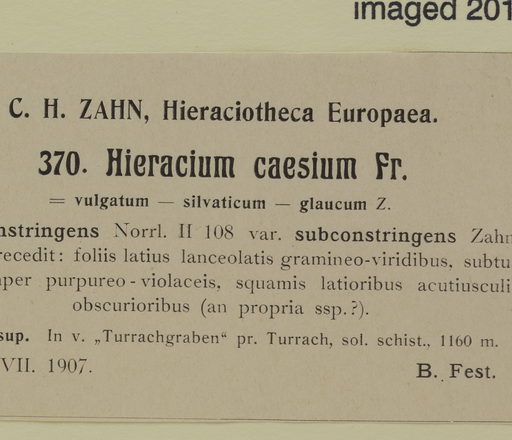 imaged 201
C. H. ZAHN, Hieraciotheca Europaea.
370. Hieracium caesium Fr.
= vulgatum — silvaticum — glaucum Z.
nstringens Norrl. II 108 var. subconstringens Zahn
recedit: foliis latius lanceolatis gramineo-viridibus, subtu
per purpureo-violaceis, squamis latioribus acutiusculi
obscurioribus (an propria ssp.?).
sup. In v. „Turrachgraben“ pr. Turrach, sol. schist., 1160 m.
VII. 1907.
B. Fest.